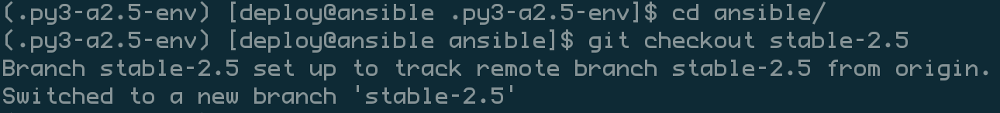 (.py3-a2.5-env) [deploy@ansible .py3-a2.5-env]$ cd ansible/
(.py3-a2.5-env) [deploy@ansible ansible]$ git checkout stable-2.5
Branch stable-2.5 set up to track remote branch stable-2.5 from origin.
Switched to a new branch 'stable-2.5'